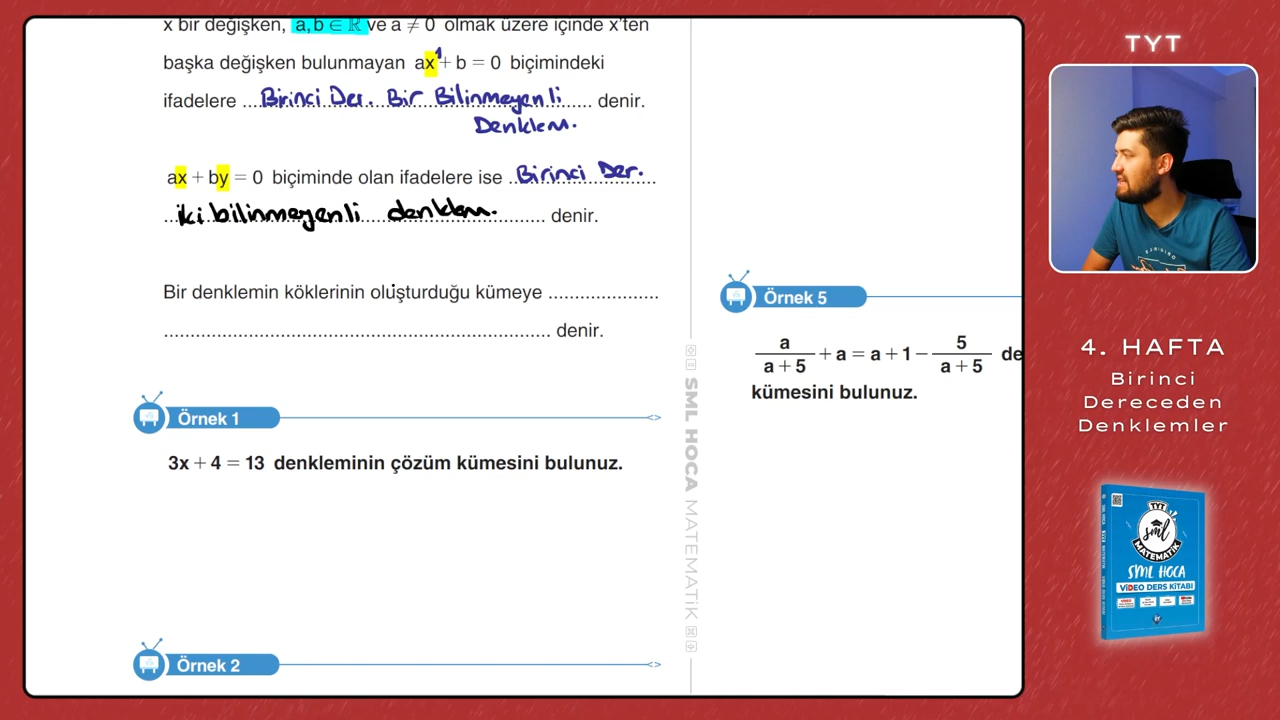 x bir değişken, a,b ∈ ℝ ve a ≠ 0 olmak üzere içinde x'ten
başka değişken bulunmayan ax¹ + b = 0 biçimindeki
ifadelere ... Birinci Der. Bir Bilinmeyenli ... denir.
Denklem.
ax + by = 0 biçiminde olan ifadelere ise ... Birinci Der. ...
iki bilinmeyenli denklem. ... denir.
Bir denklemin köklerinin oluşturduğu kümeye .....................
......................................................................... denir.
Örnek 1
3x + 4 = 13 denkleminin çözüm kümesini bulunuz.
Örnek 2
SML HOCA MATEMATİK
Örnek 5
a/(a + 5) + a = a + 1 − 5/(a + 5) de
kümesini bulunuz.
TYT
4. HAFTA
Birinci
Dereceden
Denklemler
TYT
sml
MATEMATİK
SML HOCA
VİDEO DERS KİTABI